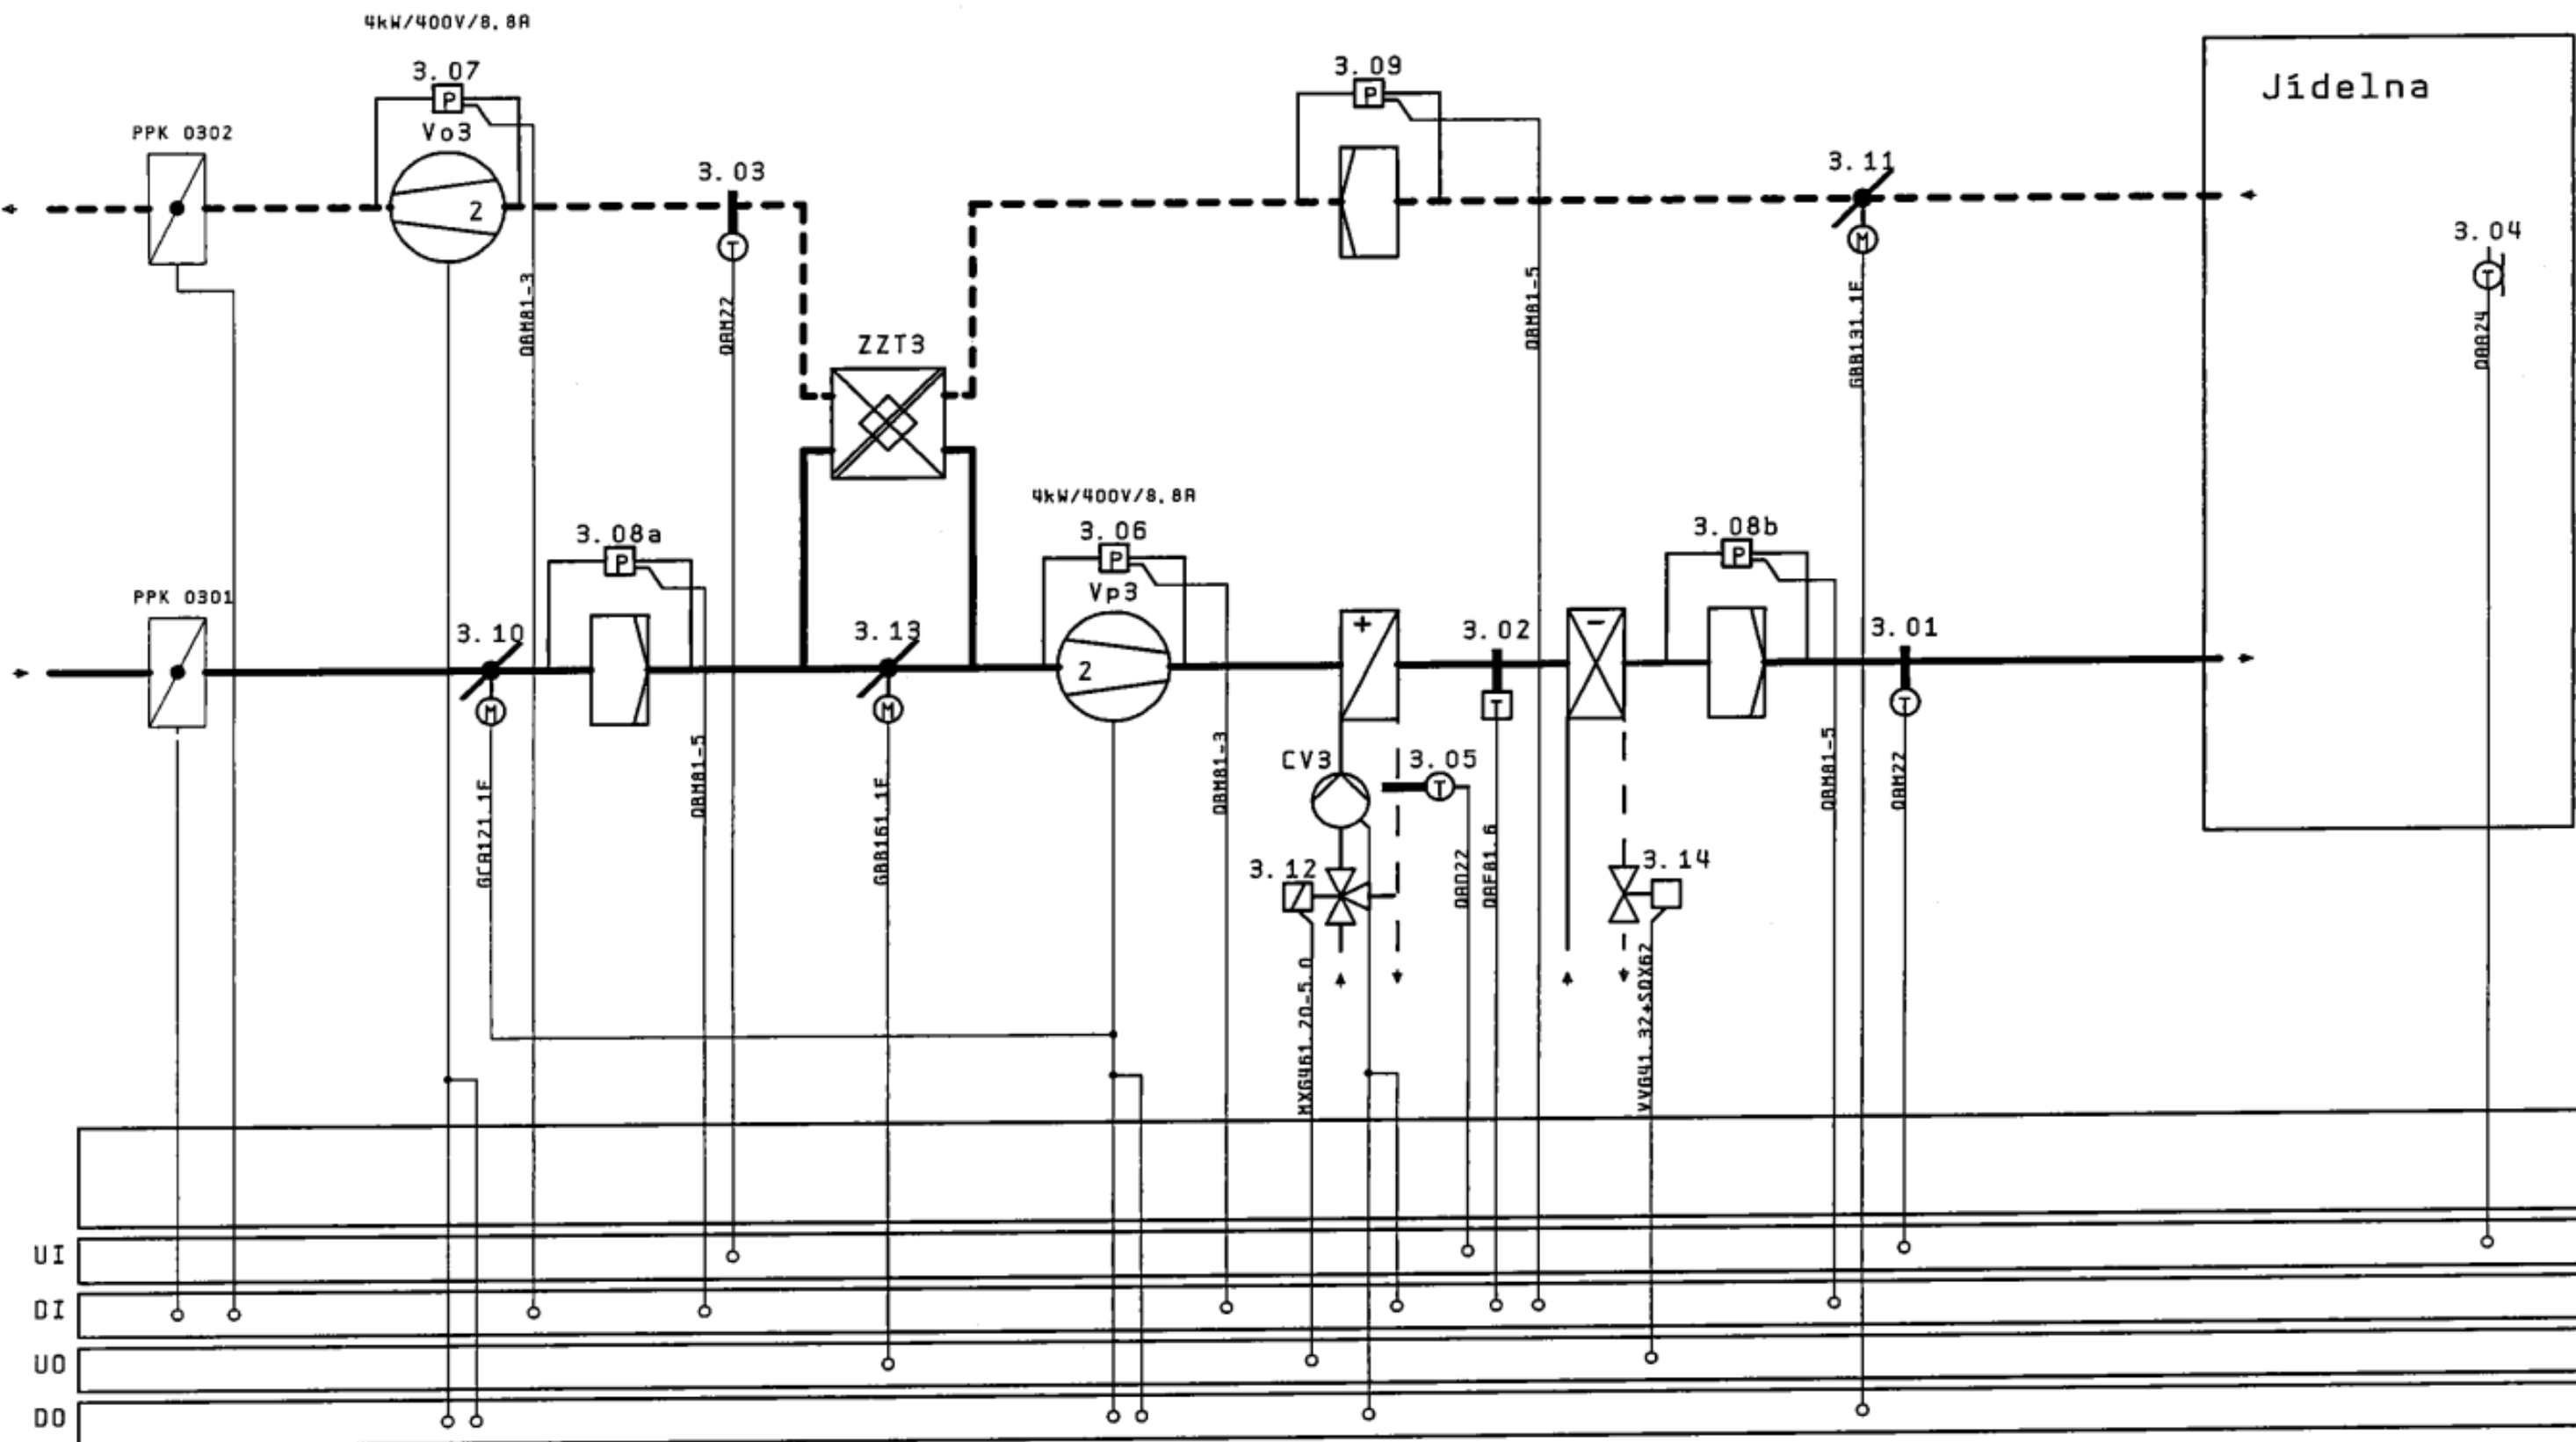 4kW/400V/8.8A
3.07
P
Vo3
2
PPK 0302
3.03
T
3.09
P
3.11
M
Jídelna
3.04
T
QBM81-3
QAM22
QBM81-5
GBB131.1E
QAA24
ZZT3
4kW/400V/8.8A
3.06
P
Vp3
2
3.08a
P
3.08b
P
PPK 0301
3.10
M
3.13
M
+
3.02
T
-
3.01
T
CV3
3.05
T
3.12
3.14
GCA121.1E
QBM81-5
GBB161.1E
QBM81-3
QAD22
QAF81.6
QBM81-5
QAM22
MXG461.20-5.0
VVG41.32+SQX62
UI
DI
UO
DO